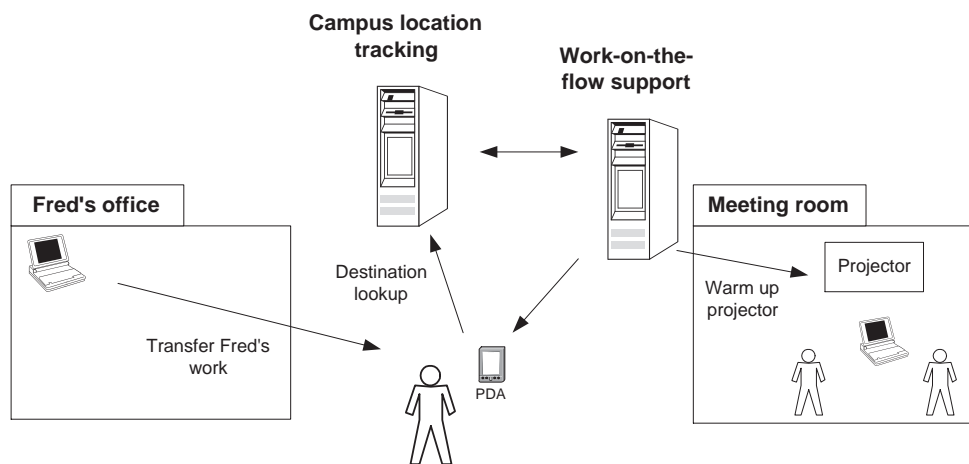 Campus location
tracking
Work-on-the-
flow support
Fred's office
Meeting room
Destination
lookup
Projector
Warm up
projector
Transfer Fred's
work
PDA